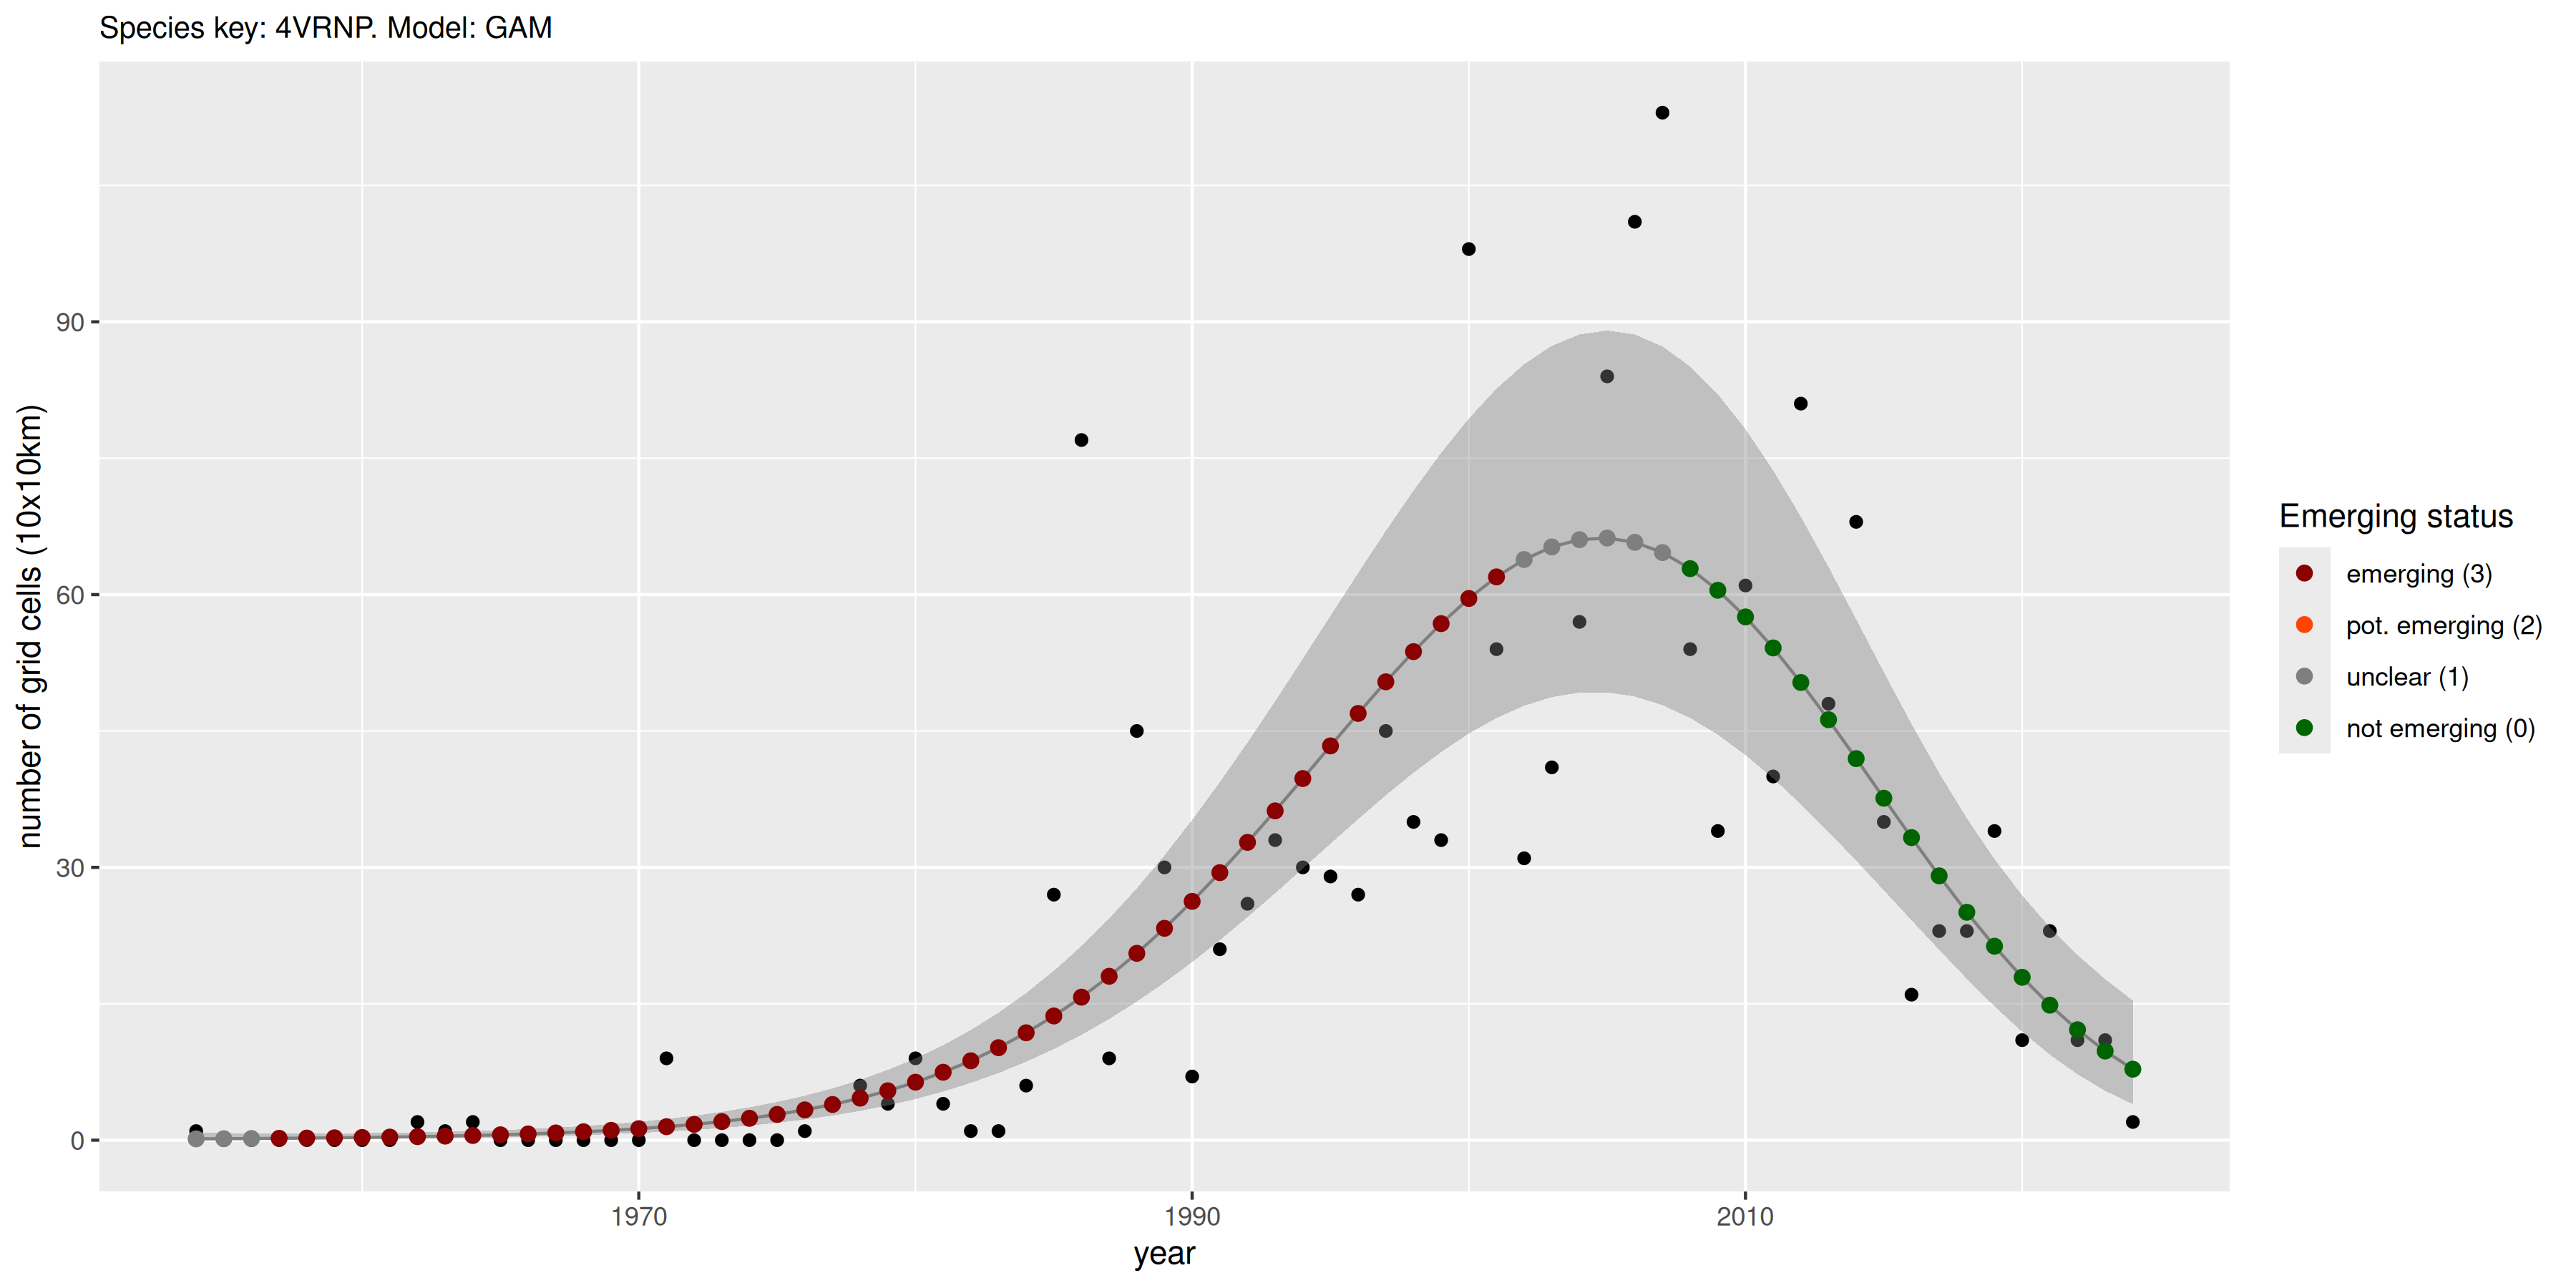 Species key: 4VRNP. Model: GAM
number of grid cells (10x10km)
90
60
30
0
1970
1990
2010
year
Emerging status
emerging (3)
pot. emerging (2)
unclear (1)
not emerging (0)